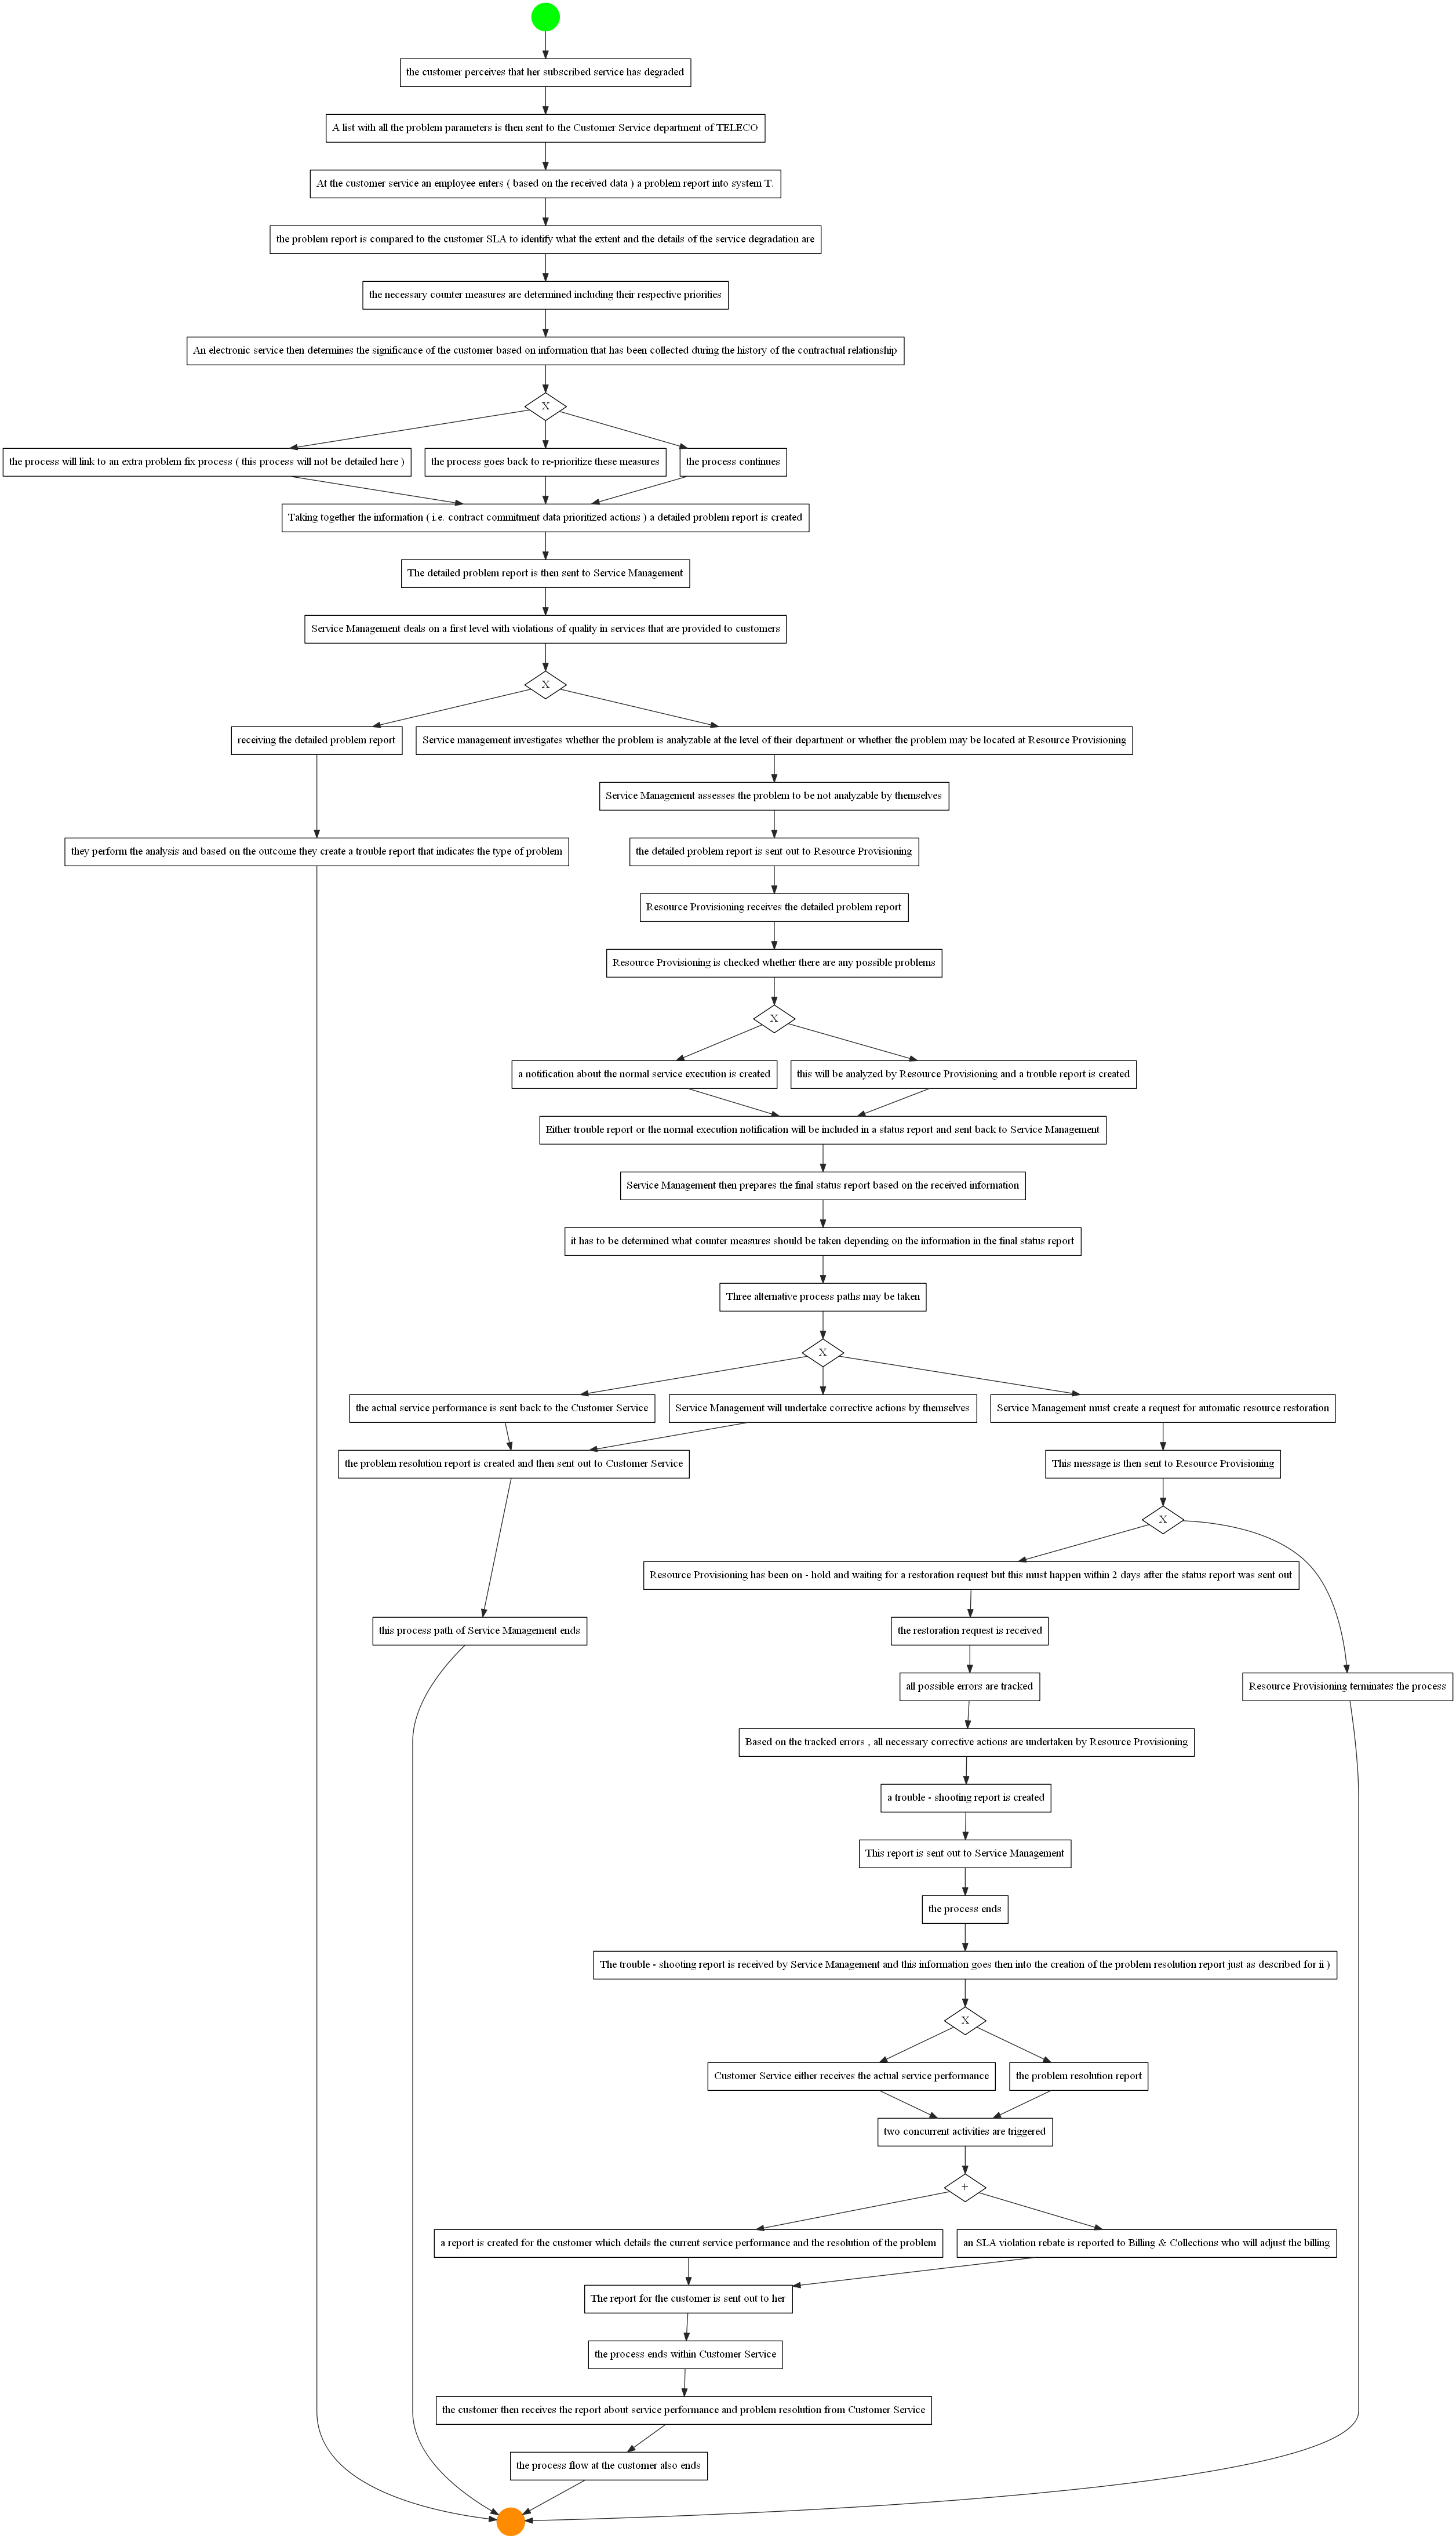 the customer perceives that her subscribed service has degraded
A list with all the problem parameters is then sent to the Customer Service department of TELECO
At the customer service an employee enters ( based on the received data ) a problem report into system T.
the problem report is compared to the customer SLA to identify what the extent and the details of the service degradation are
the necessary counter measures are determined including their respective priorities
An electronic service then determines the significance of the customer based on information that has been collected during the history of the contractual relationship
X
the process will link to an extra problem fix process ( this process will not be detailed here )
the process goes back to re-prioritize these measures
the process continues
Taking together the information ( i.e. contract commitment data prioritized actions ) a detailed problem report is created
The detailed problem report is then sent to Service Management
Service Management deals on a first level with violations of quality in services that are provided to customers
X
receiving the detailed problem report
Service management investigates whether the problem is analyzable at the level of their department or whether the problem may be located at Resource Provisioning
Service Management assesses the problem to be not analyzable by themselves
they perform the analysis and based on the outcome they create a trouble report that indicates the type of problem
the detailed problem report is sent out to Resource Provisioning
Resource Provisioning receives the detailed problem report
Resource Provisioning is checked whether there are any possible problems
X
a notification about the normal service execution is created
this will be analyzed by Resource Provisioning and a trouble report is created
Either trouble report or the normal execution notification will be included in a status report and sent back to Service Management
Service Management then prepares the final status report based on the received information
it has to be determined what counter measures should be taken depending on the information in the final status report
Three alternative process paths may be taken
X
the actual service performance is sent back to the Customer Service
Service Management will undertake corrective actions by themselves
Service Management must create a request for automatic resource restoration
the problem resolution report is created and then sent out to Customer Service
This message is then sent to Resource Provisioning
X
Resource Provisioning has been on - hold and waiting for a restoration request but this must happen within 2 days after the status report was sent out
this process path of Service Management ends
the restoration request is received
all possible errors are tracked
Resource Provisioning terminates the process
Based on the tracked errors , all necessary corrective actions are undertaken by Resource Provisioning
a trouble - shooting report is created
This report is sent out to Service Management
the process ends
The trouble - shooting report is received by Service Management and this information goes then into the creation of the problem resolution report just as described for ii )
X
Customer Service either receives the actual service performance
the problem resolution report
two concurrent activities are triggered
+
a report is created for the customer which details the current service performance and the resolution of the problem
an SLA violation rebate is reported to Billing & Collections who will adjust the billing
The report for the customer is sent out to her
the process ends within Customer Service
the customer then receives the report about service performance and problem resolution from Customer Service
the process flow at the customer also ends